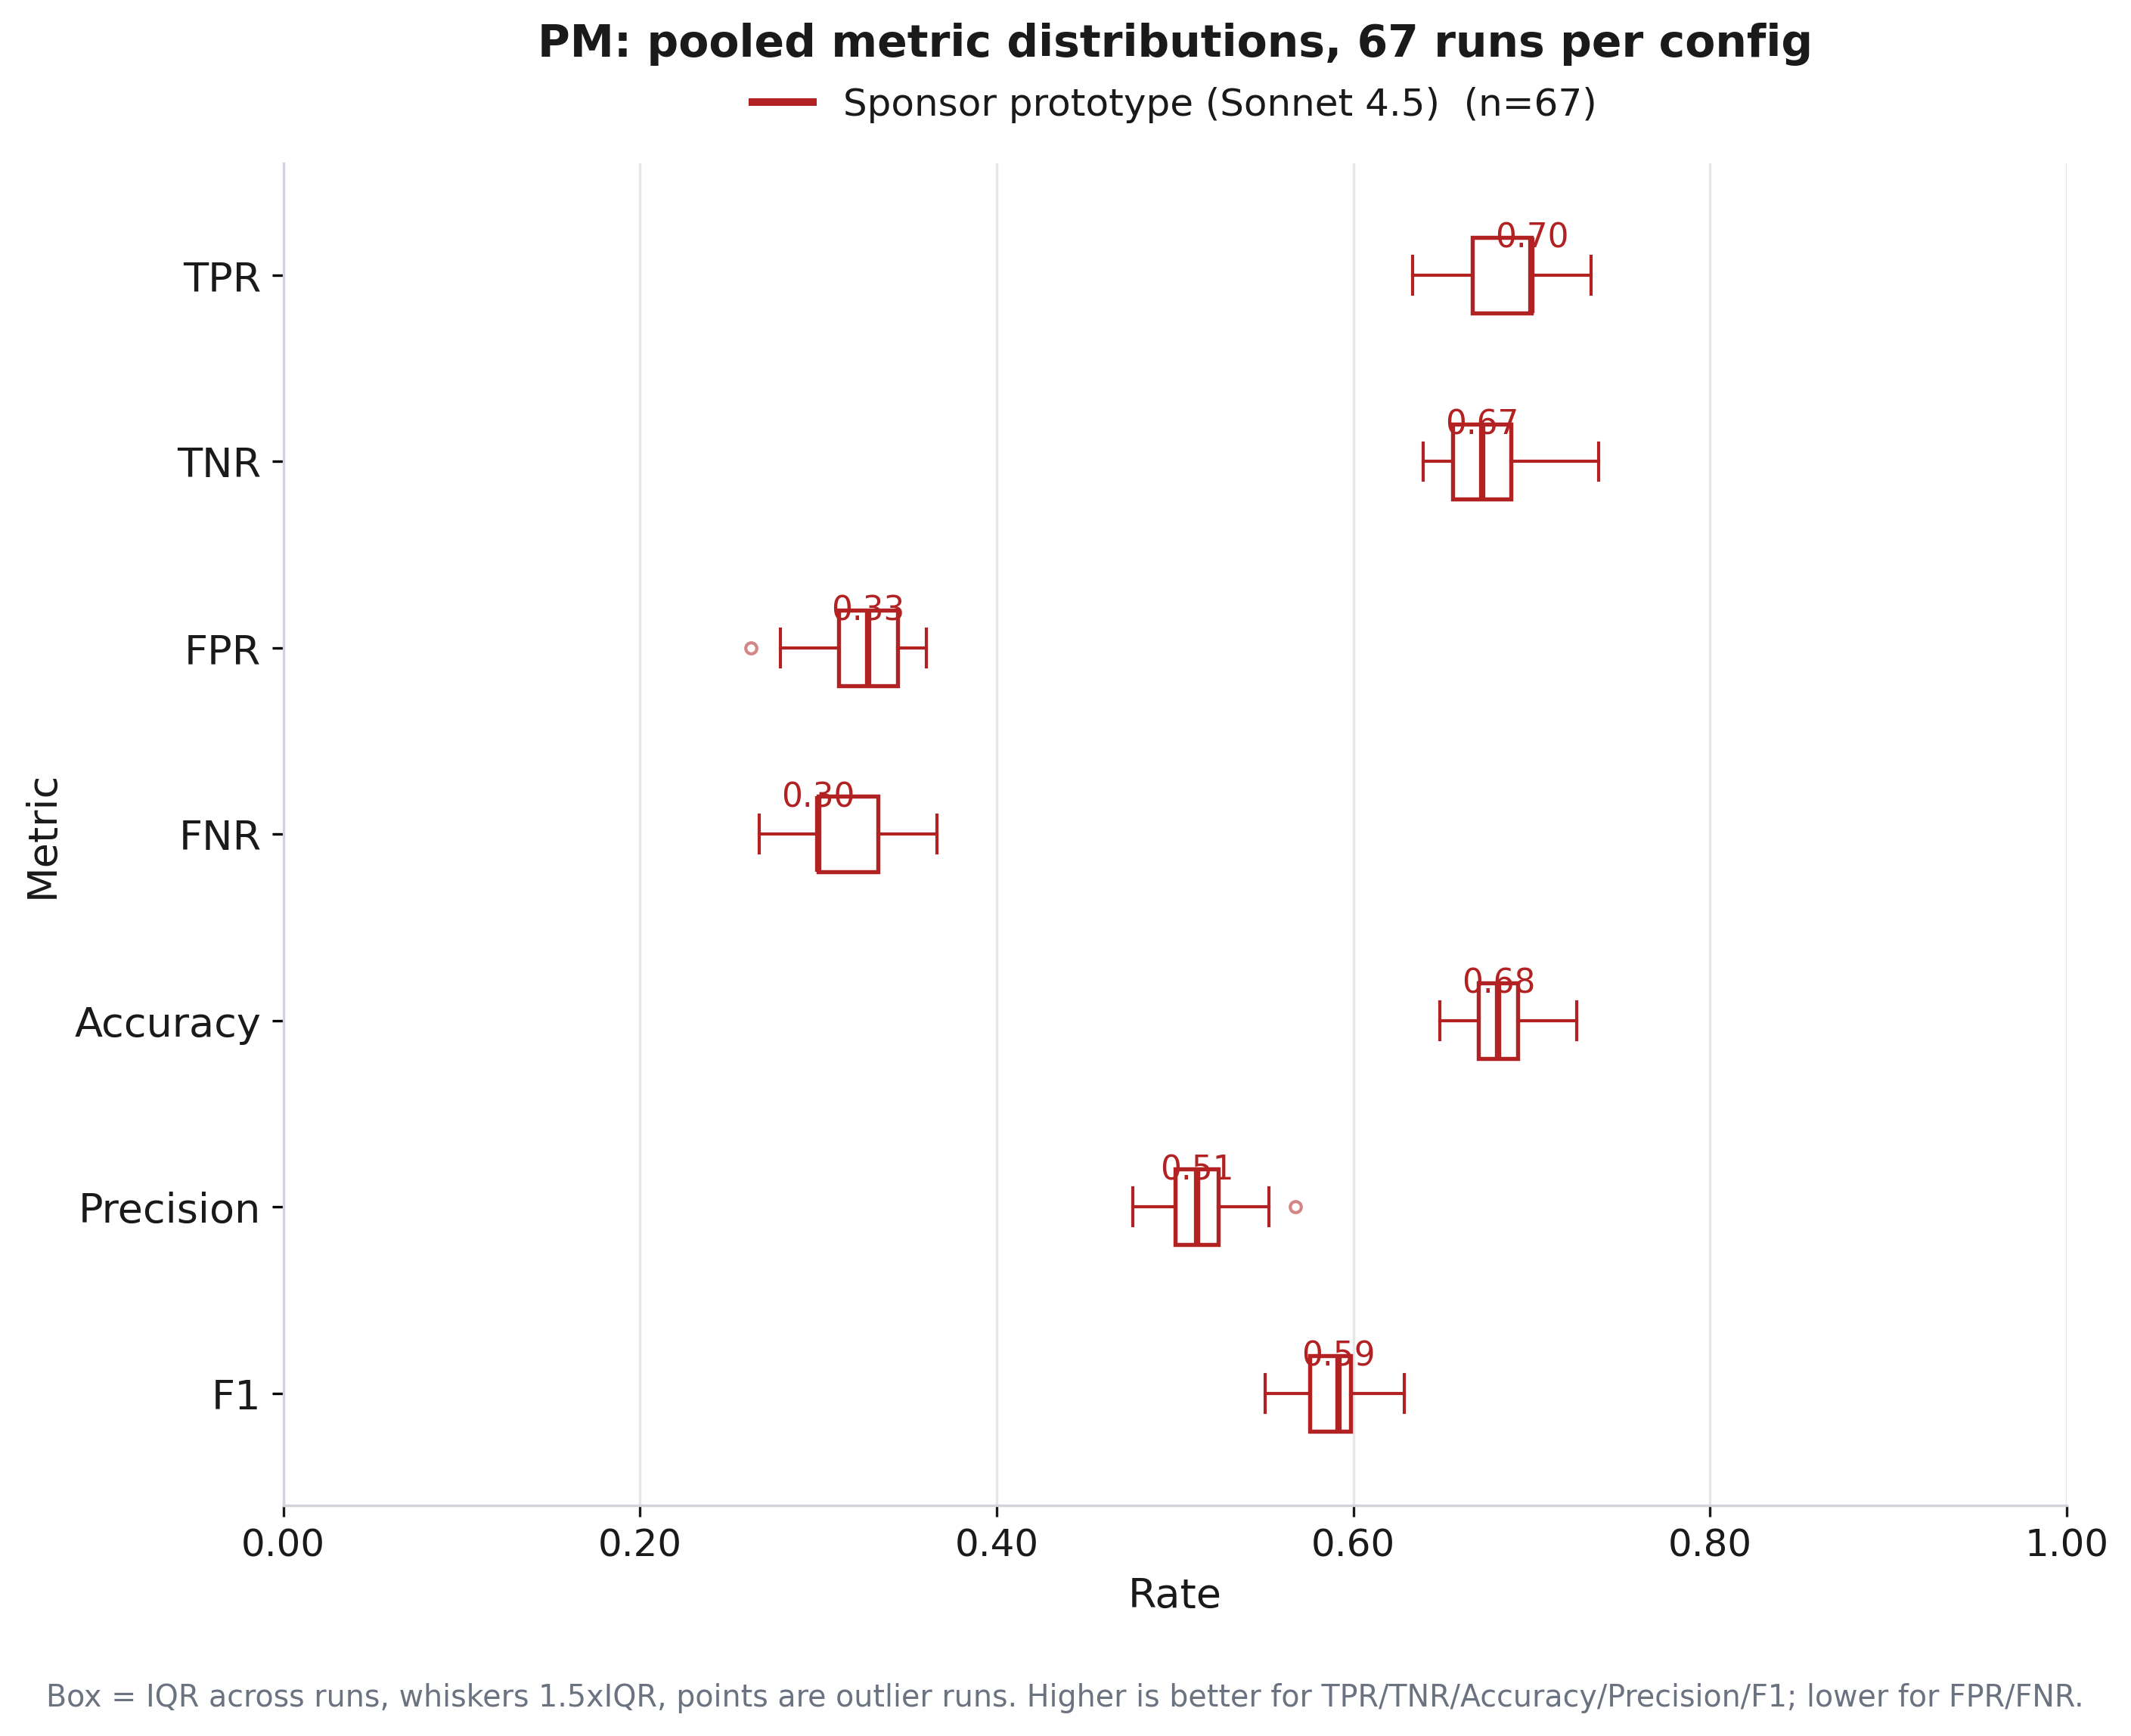 PM: pooled metric distributions, 67 runs per config
Sponsor prototype (Sonnet 4.5)  (n=67)
0.70
TPR
0.67
TNR
0.33
FPR
0.30
FNR
Metric
0.68
Accuracy
0.51
Precision
0.59
F1
0.00 0.20 0.40 0.60 0.80 1.00
Rate
Box = IQR across runs, whiskers 1.5xIQR, points are outlier runs. Higher is better for TPR/TNR/Accuracy/Precision/F1; lower for FPR/FNR.